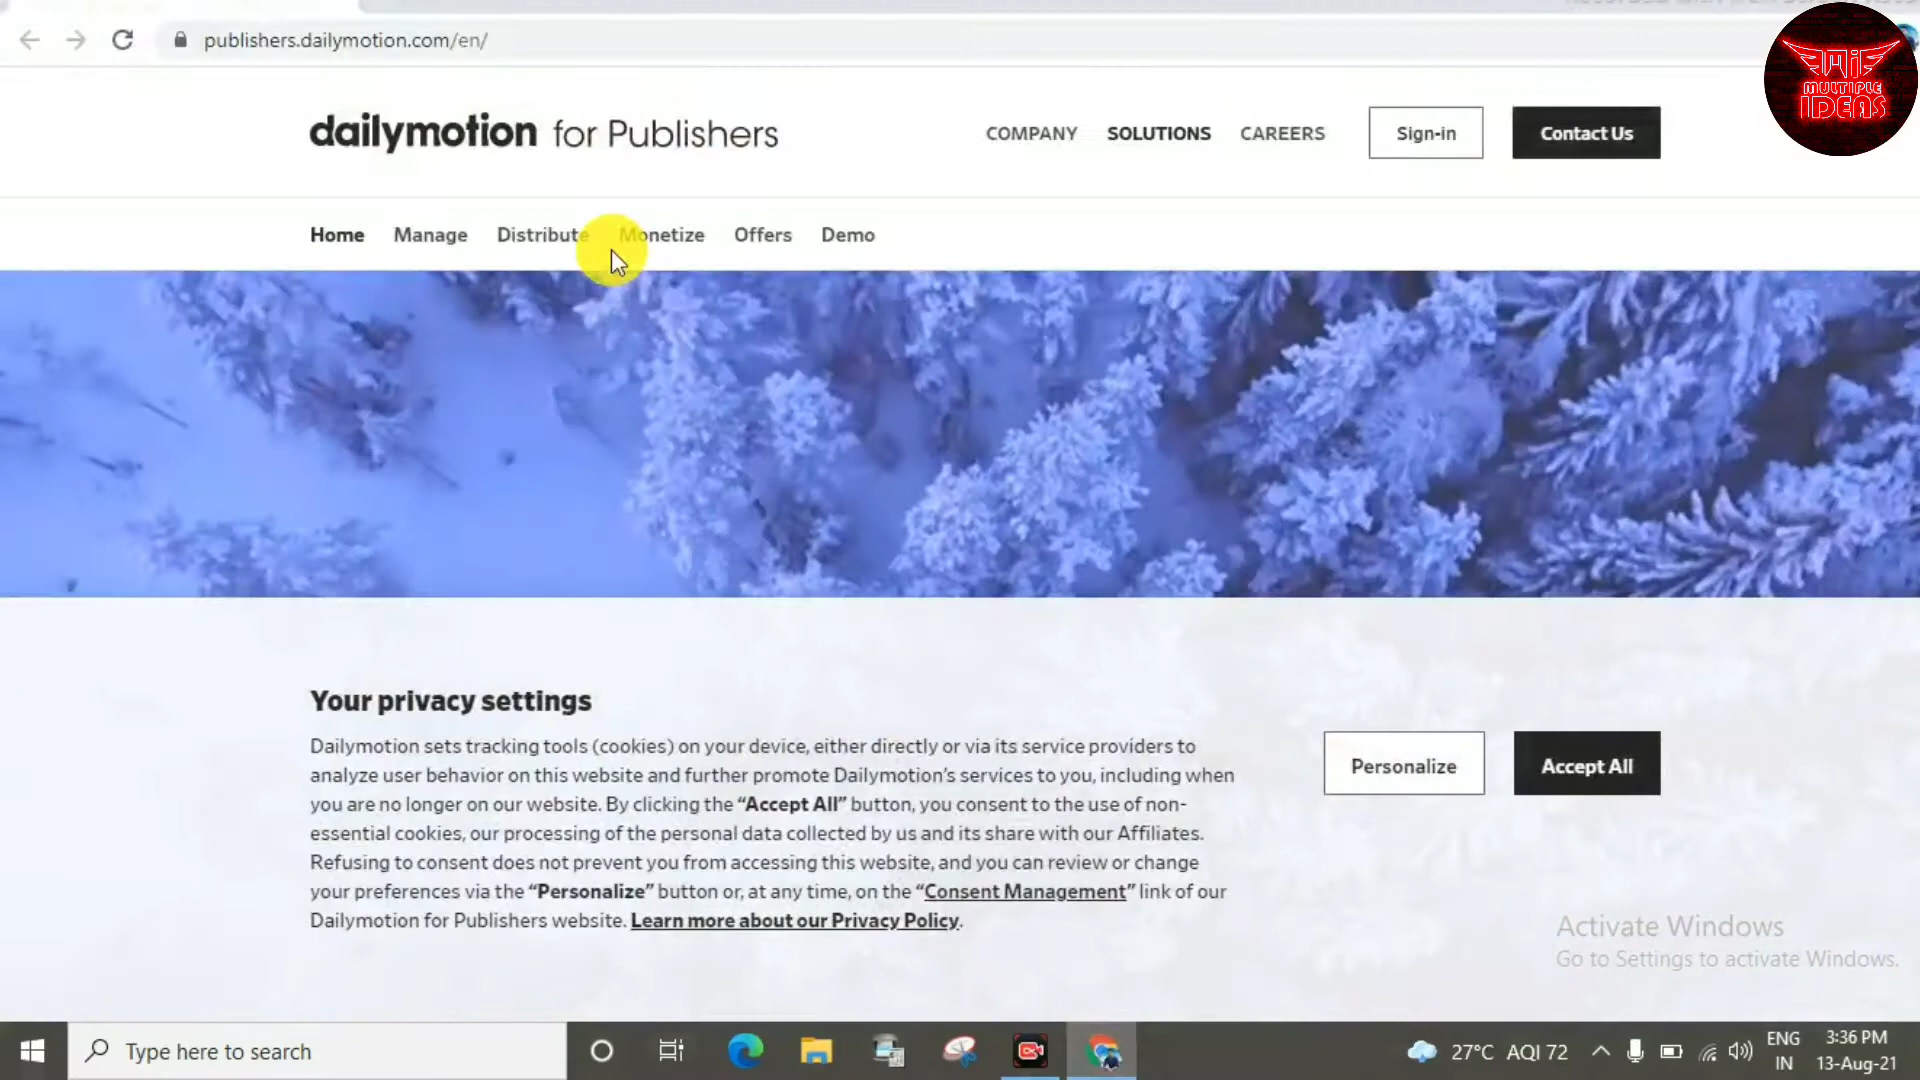 publishers.dailymotion.com/en/
MI
MULTIPLE
IDEAS
dailymotion for Publishers
COMPANY SOLUTIONS CAREERS Sign-in Contact Us
Home Manage Distribute Monetize Offers Demo
Your privacy settings
Dailymotion sets tracking tools (cookies) on your device, either directly or via its service providers to
analyze user behavior on this website and further promote Dailymotion's services to you, including when
you are no longer on our website. By clicking the “Accept All” button, you consent to the use of non-
essential cookies, our processing of the personal data collected by us and its share with our Affiliates.
Refusing to consent does not prevent you from accessing this website, and you can review or change
your preferences via the “Personalize” button or, at any time, on the “Consent Management” link of our
Dailymotion for Publishers website. Learn more about our Privacy Policy.
Personalize Accept All
Activate Windows
Go to Settings to activate Windows.
Type here to search
27°C AQI 72
ENG
IN
3:36 PM
13-Aug-21